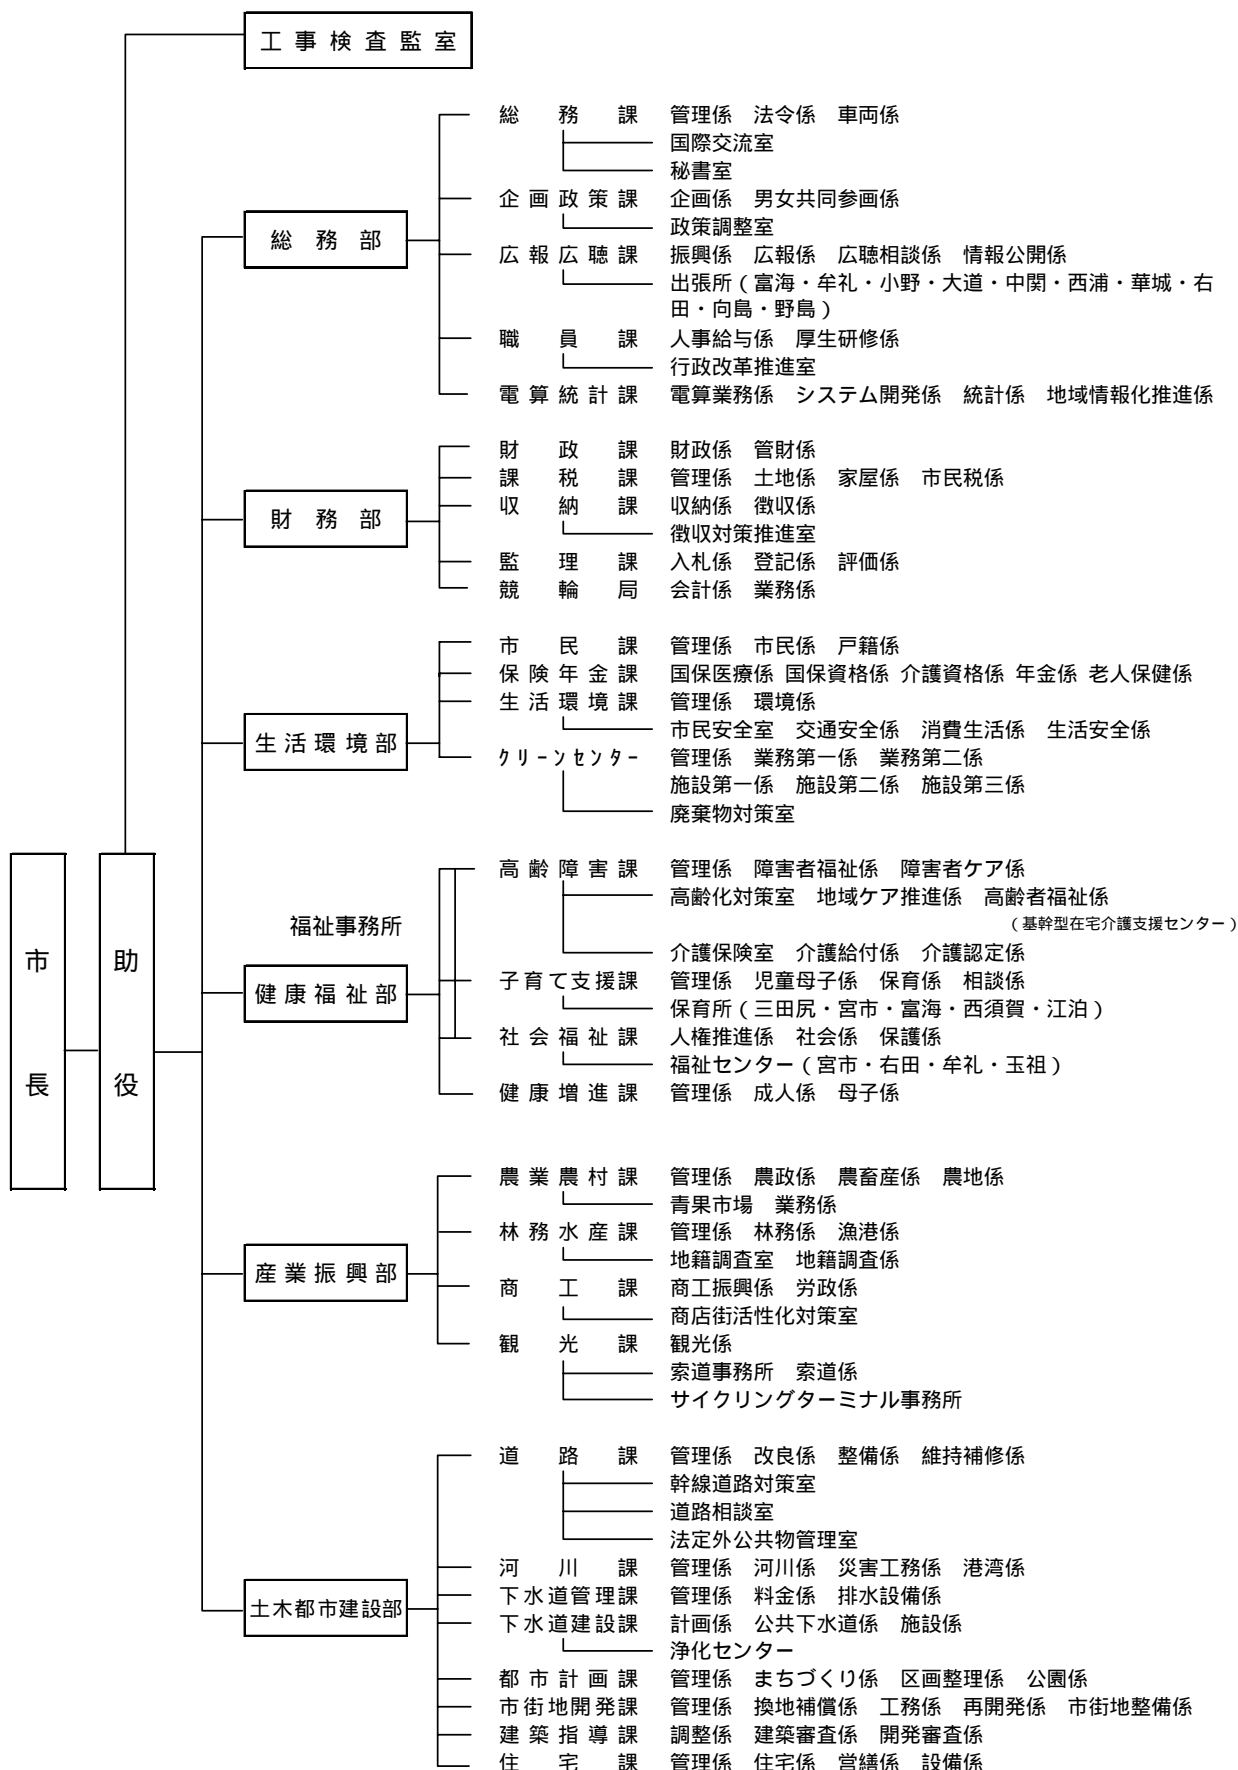 工事検査監室
総務課 管理係 法令係 車両係
国際交流室
秘書室
企画政策課 企画係 男女共同参画係
政策調整室
総務部
広報広聴課 振興係 広報係 広聴相談係 情報公開係
出張所（富海・牟礼・小野・大道・中関・西浦・華城・右
田・向島・野島）
職員課 人事給与係 厚生研修係
行政改革推進室
電算統計課 電算業務係 システム開発係 統計係 地域情報化推進係
財政課 財政係 管財係
課税課 管理係 土地係 家屋係 市民税係
収納課 収納係 徴収係
財務部
徴収対策推進室
監理課 入札係 登記係 評価係
競輪局 会計係 業務係
市民課 管理係 市民係 戸籍係
保険年金課 国保医療係 国保資格係 介護資格係 年金係 老人保健係
生活環境課 管理係 環境係
生活環境部
市民安全室 交通安全係 消費生活係 生活安全係
クリーンセンター 管理係 業務第一係 業務第二係
施設第一係 施設第二係 施設第三係
廃棄物対策室
市長
助役
高齢障害課 管理係 障害者福祉係 障害者ケア係
高齢化対策室 地域ケア推進係 高齢者福祉係
（基幹型在宅介護支援センター）
福祉事務所
介護保険室 介護給付係 介護認定係
健康福祉部
子育て支援課 管理係 児童母子係 保育係 相談係
保育所（三田尻・宮市・富海・西須賀・江泊）
社会福祉課 人権推進係 社会係 保護係
福祉センター（宮市・右田・牟礼・玉祖）
健康増進課 管理係 成人係 母子係
農業農村課 管理係 農政係 農畜産係 農地係
青果市場 業務係
林務水産課 管理係 林務係 漁港係
地籍調査室 地籍調査係
産業振興部
商工課 商工振興係 労政係
商店街活性化対策室
観光課 観光係
索道事務所 索道係
サイクリングターミナル事務所
道路課 管理係 改良係 整備係 維持補修係
幹線道路対策室
道路相談室
法定外公共物管理室
河川課 管理係 河川係 災害工務係 港湾係
下水道管理課 管理係 料金係 排水設備係
土木都市建設部
下水道建設課 計画係 公共下水道係 施設係
浄化センター
都市計画課 管理係 まちづくり係 区画整理係 公園係
市街地開発課 管理係 換地補償係 工務係 再開発係 市街地整備係
建築指導課 調整係 建築審査係 開発審査係
住宅課 管理係 住宅係 営繕係 設備係